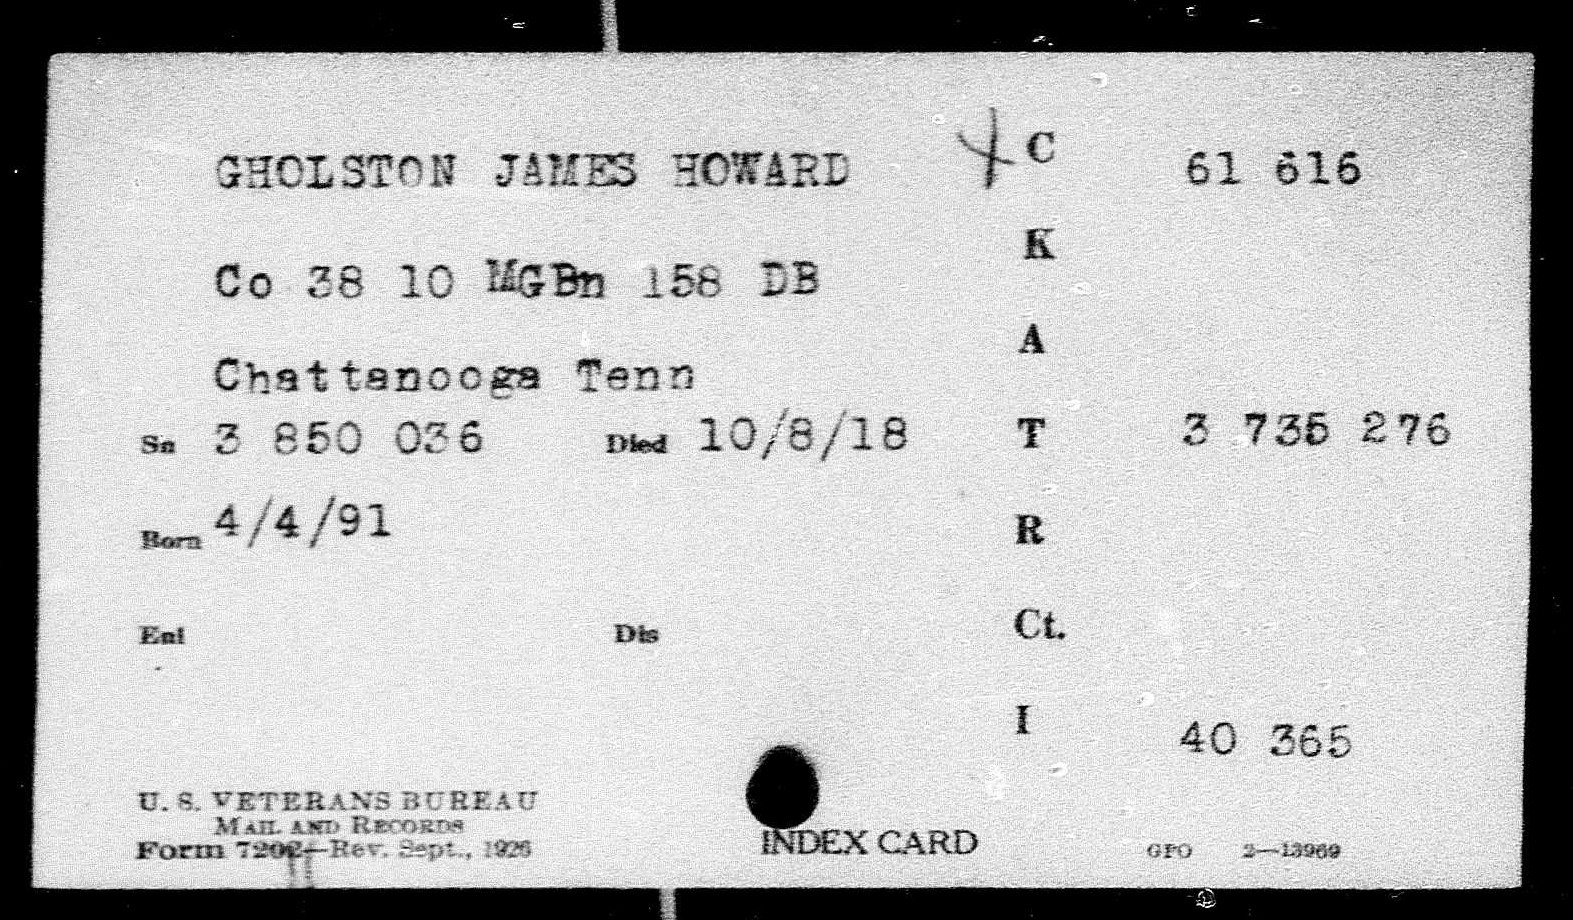 GHOLSTON JAMES HOWARD C 61 616
Co 38 10 MGBn 158 DB K
Chattanooga Tenn A
Sn 3 850 036 Died 10/8/18 T 3 735 276
Born 4/4/91 R
Enl Dis Ct.
I 40 365
U. S. VETERANS BUREAU
MAIL AND RECORDS
Form 7202—Rev. Sept., 1926
INDEX CARD
GPO 2—13969